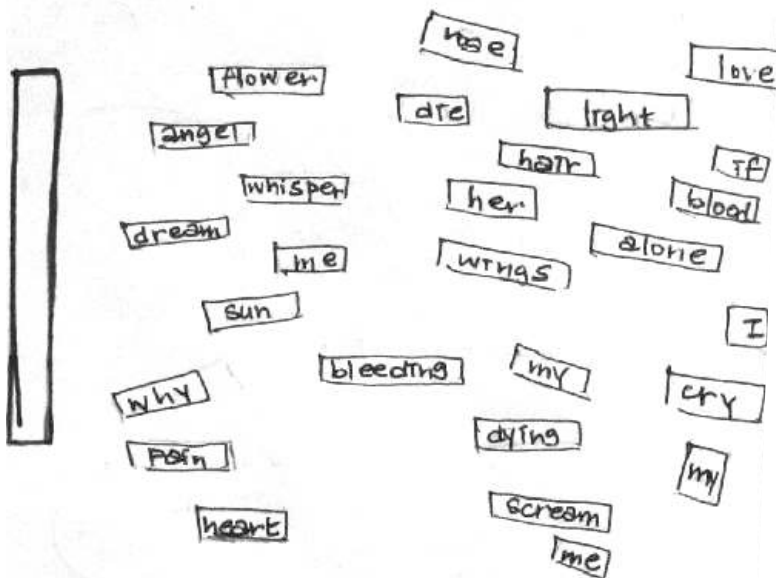 rose
love
flower
die
light
angel
hair
if
whisper
her
blood
dream
me
wings
alone
sun
I
bleeding
my
why
cry
dying
pain
my
scream
heart
me